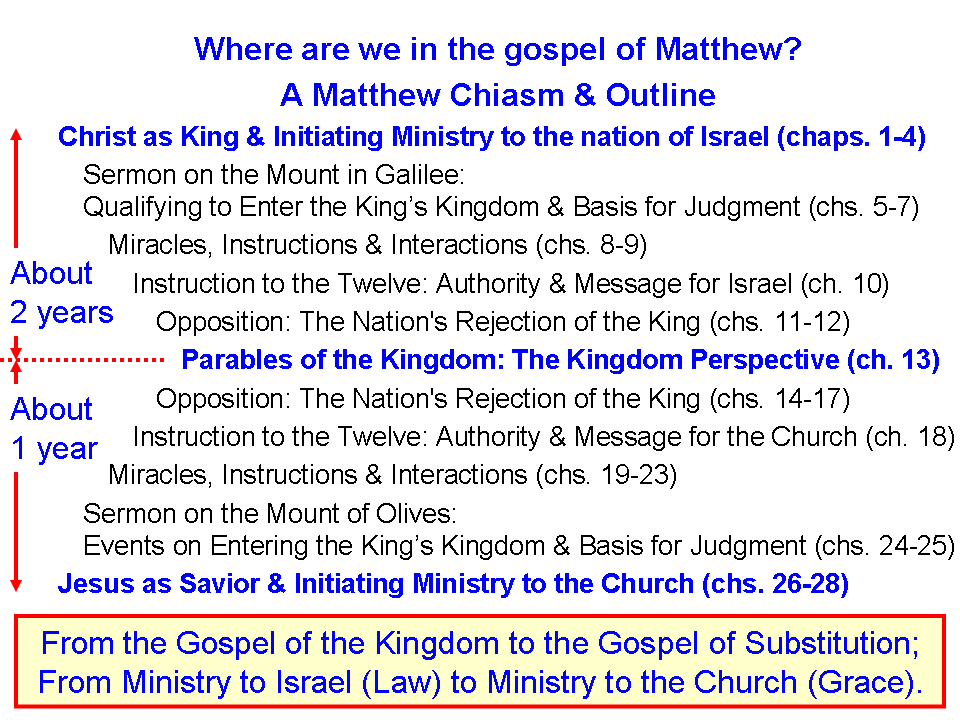 Where are we in the gospel of Matthew?
A Matthew Chiasm & Outline
Christ as King & Initiating Ministry to the nation of Israel (chaps. 1-4)
Sermon on the Mount in Galilee:
Qualifying to Enter the King's Kingdom & Basis for Judgment (chs. 5-7)
Miracles, Instructions & Interactions (chs. 8-9)
About
2 years
Instruction to the Twelve: Authority & Message for Israel (ch. 10)
Opposition: The Nation's Rejection of the King (chs. 11-12)
Parables of the Kingdom: The Kingdom Perspective (ch. 13)
Opposition: The Nation's Rejection of the King (chs. 14-17)
About
1 year
Instruction to the Twelve: Authority & Message for the Church (ch. 18)
Miracles, Instructions & Interactions (chs. 19-23)
Sermon on the Mount of Olives:
Events on Entering the King's Kingdom & Basis for Judgment (chs. 24-25)
Jesus as Savior & Initiating Ministry to the Church (chs. 26-28)
From the Gospel of the Kingdom to the Gospel of Substitution;
From Ministry to Israel (Law) to Ministry to the Church (Grace).